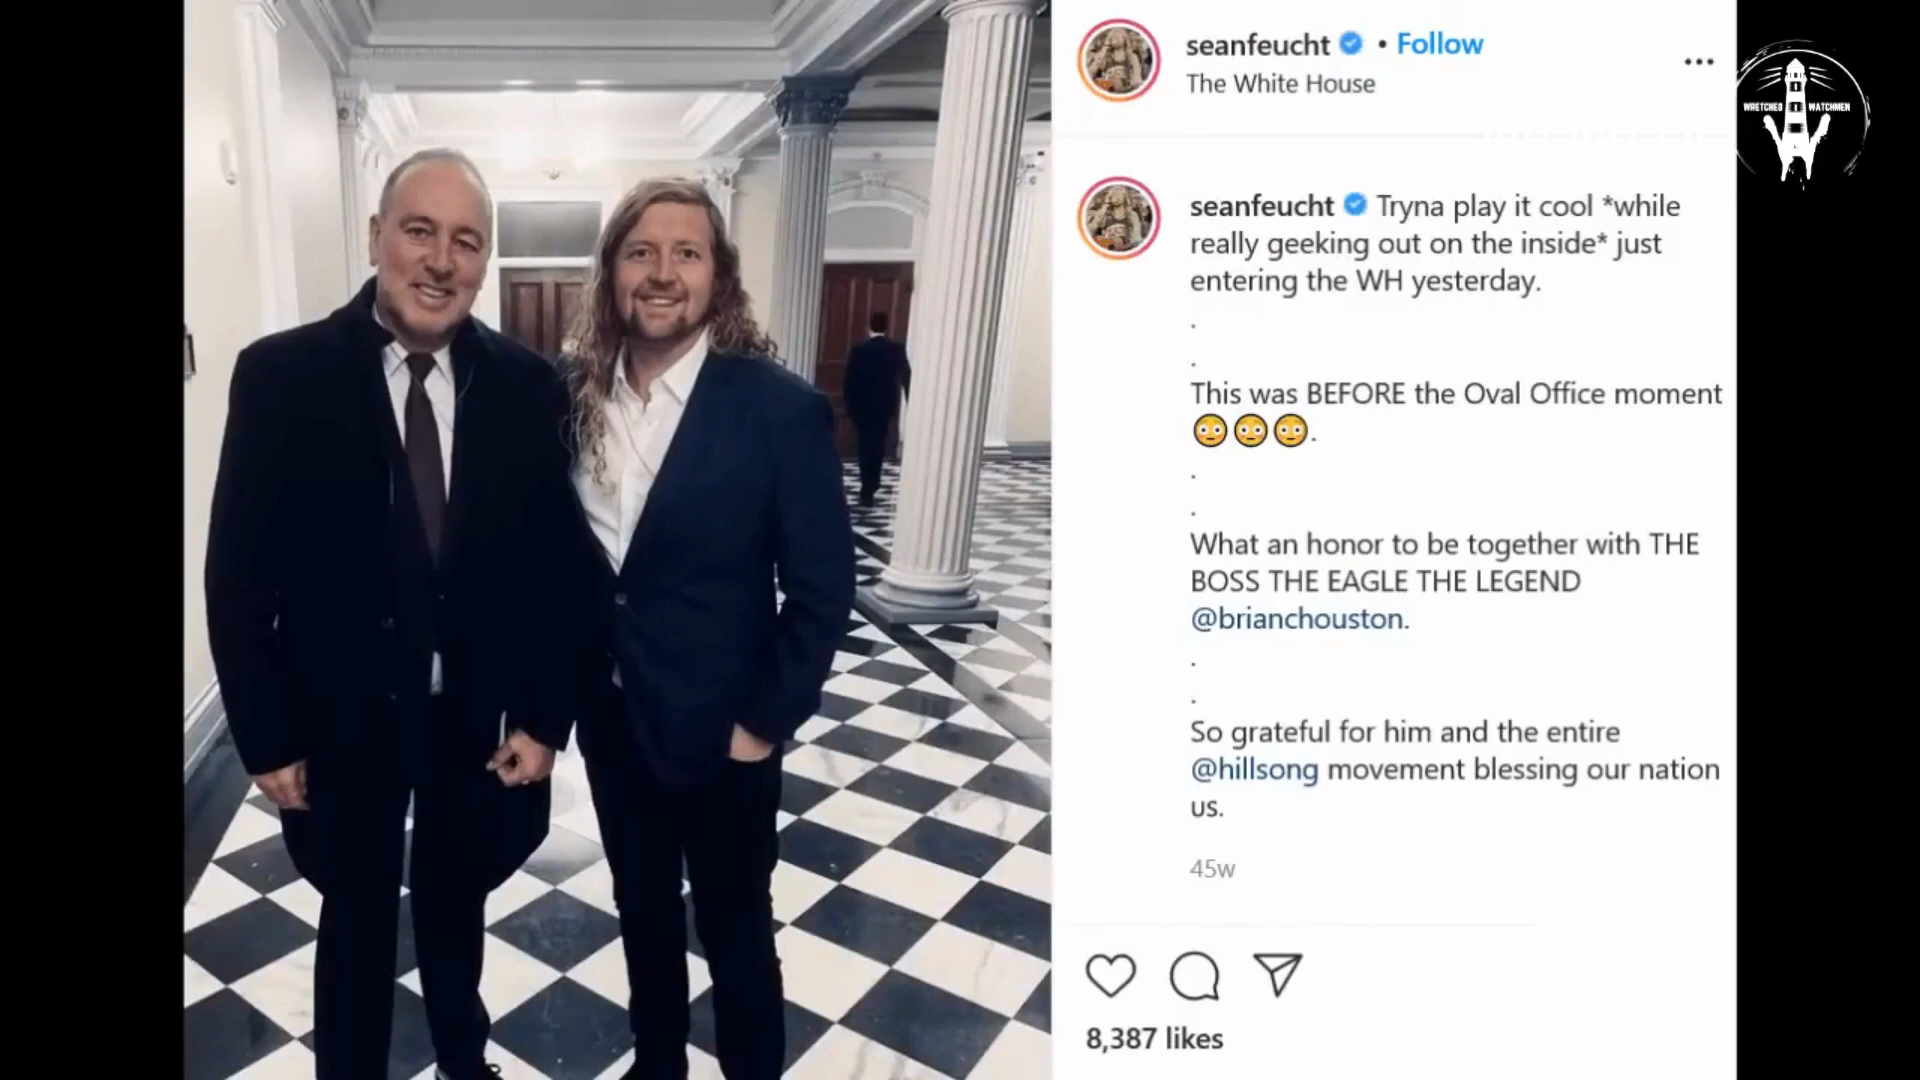 seanfeucht • Follow
The White House
WRETCHED WATCHMEN
seanfeucht Tryna play it cool *while
really geeking out on the inside* just
entering the WH yesterday.
.
.
This was BEFORE the Oval Office moment
😳😳😳.
.
.
What an honor to be together with THE
BOSS THE EAGLE THE LEGEND
@brianchouston.
.
.
So grateful for him and the entire
@hillsong movement blessing our nation
us.
45w
8,387 likes